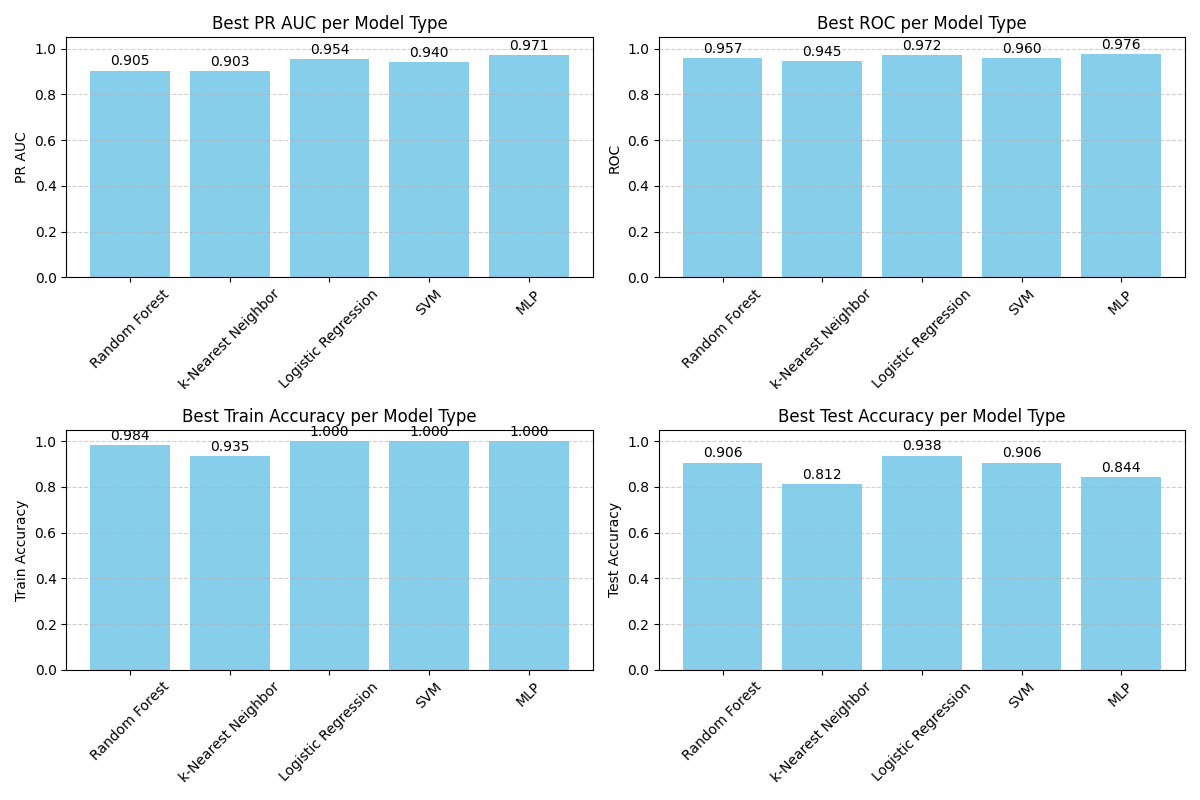 Best PR AUC per Model Type
PR AUC
1.0
0.8
0.6
0.4
0.2
0.0
0.905
0.903
0.954
0.940
0.971
Random Forest
k-Nearest Neighbor
Logistic Regression
SVM
MLP
Best ROC per Model Type
ROC
1.0
0.8
0.6
0.4
0.2
0.0
0.957
0.945
0.972
0.960
0.976
Random Forest
k-Nearest Neighbor
Logistic Regression
SVM
MLP
Best Train Accuracy per Model Type
Train Accuracy
1.0
0.8
0.6
0.4
0.2
0.0
0.984
0.935
1.000
1.000
1.000
Random Forest
k-Nearest Neighbor
Logistic Regression
SVM
MLP
Best Test Accuracy per Model Type
Test Accuracy
1.0
0.8
0.6
0.4
0.2
0.0
0.906
0.812
0.938
0.906
0.844
Random Forest
k-Nearest Neighbor
Logistic Regression
SVM
MLP